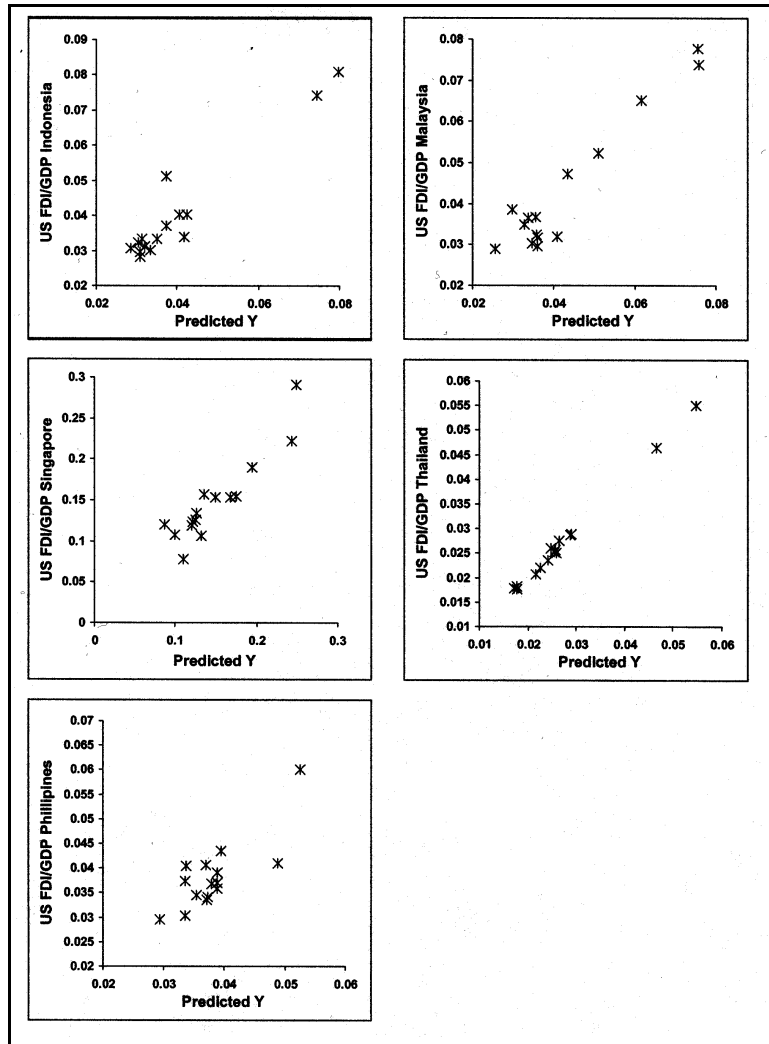 US FDI/GDP Indonesia
0.09
0.08
0.07
0.06
0.05
0.04
0.03
0.02
0.02 0.04 0.06 0.08
Predicted Y
US FDI/GDP Malaysia
0.08
0.07
0.06
0.05
0.04
0.03
0.02
0.02 0.04 0.06 0.08
Predicted Y
US FDI/GDP Singapore
0.3
0.25
0.2
0.15
0.1
0.05
0
0 0.1 0.2 0.3
Predicted Y
US FDI/GDP Thailand
0.06
0.055
0.05
0.045
0.04
0.035
0.03
0.025
0.02
0.015
0.01
0.01 0.02 0.03 0.04 0.05 0.06
Predicted Y
US FDI/GDP Phillipines
0.07
0.065
0.06
0.055
0.05
0.045
0.04
0.035
0.03
0.025
0.02
0.02 0.03 0.04 0.05 0.06
Predicted Y